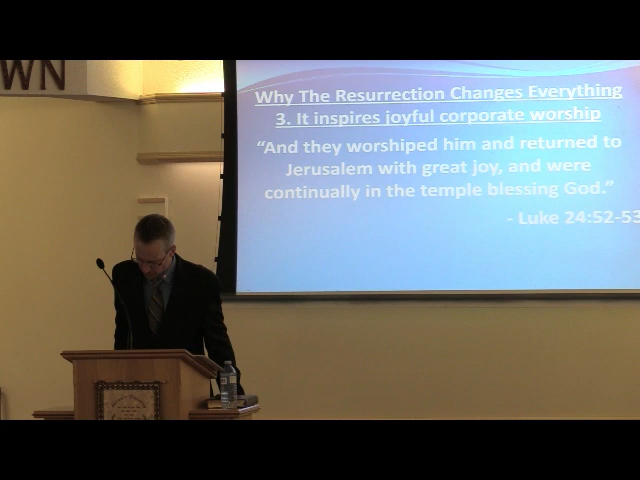 WN
Why The Resurrection Changes Everything
3. It inspires joyful corporate worship
“And they worshiped him and returned to
Jerusalem with great joy, and were
continually in the temple blessing God.”
- Luke 24:52-53